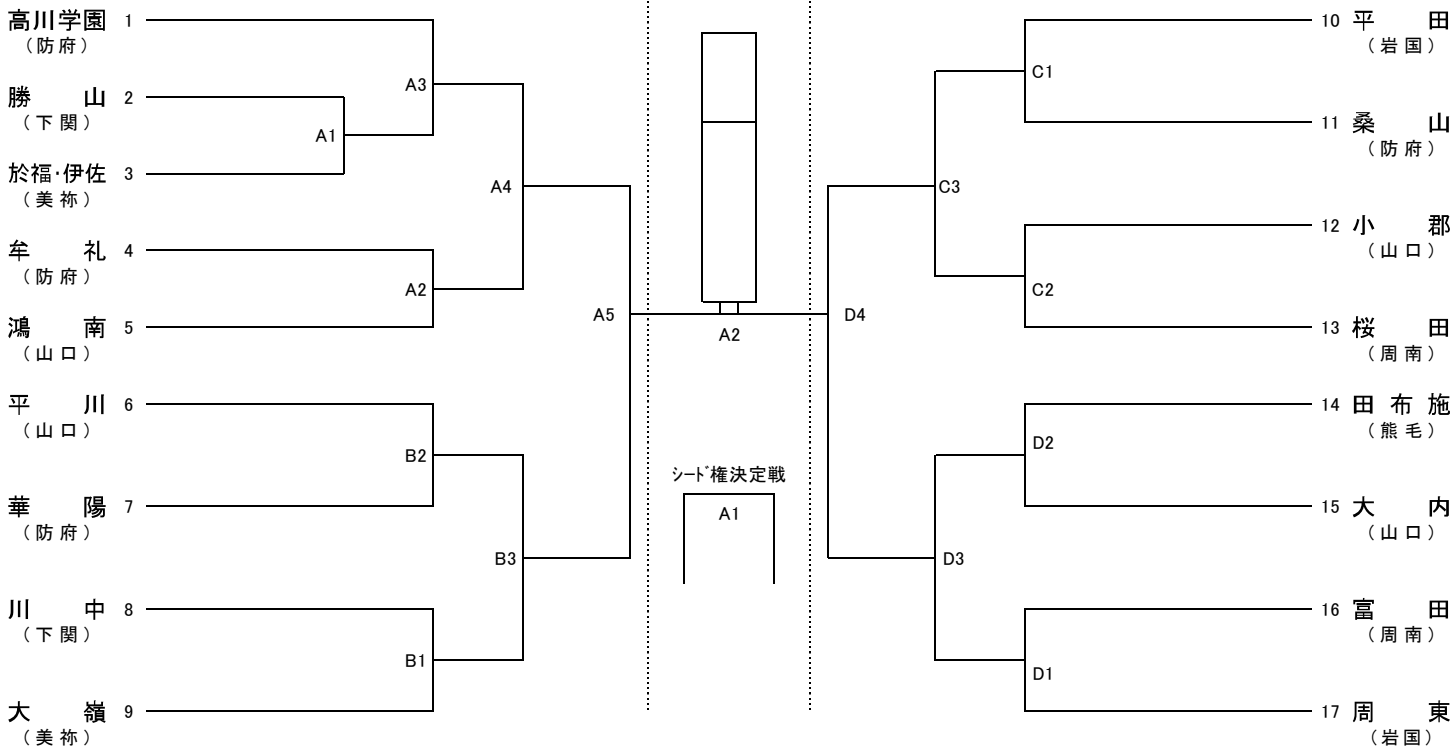 高川学園 1
（防府）
勝山 2
（下関）
於福・伊佐 3
（美祢）
牟礼 4
（防府）
鴻南 5
（山口）
平川 6
（山口）
華陽 7
（防府）
川中 8
（下関）
大嶺 9
（美祢）
A1
A3
A2
A4
B2
B1
B3
A5
A2
シード権決定戦
A1
D4
C3
D3
C1
C2
D2
D1
10 平田
（岩国）
11 桑山
（防府）
12 小郡
（山口）
13 桜田
（周南）
14 田布施
（熊毛）
15 大内
（山口）
16 富田
（周南）
17 周東
（岩国）